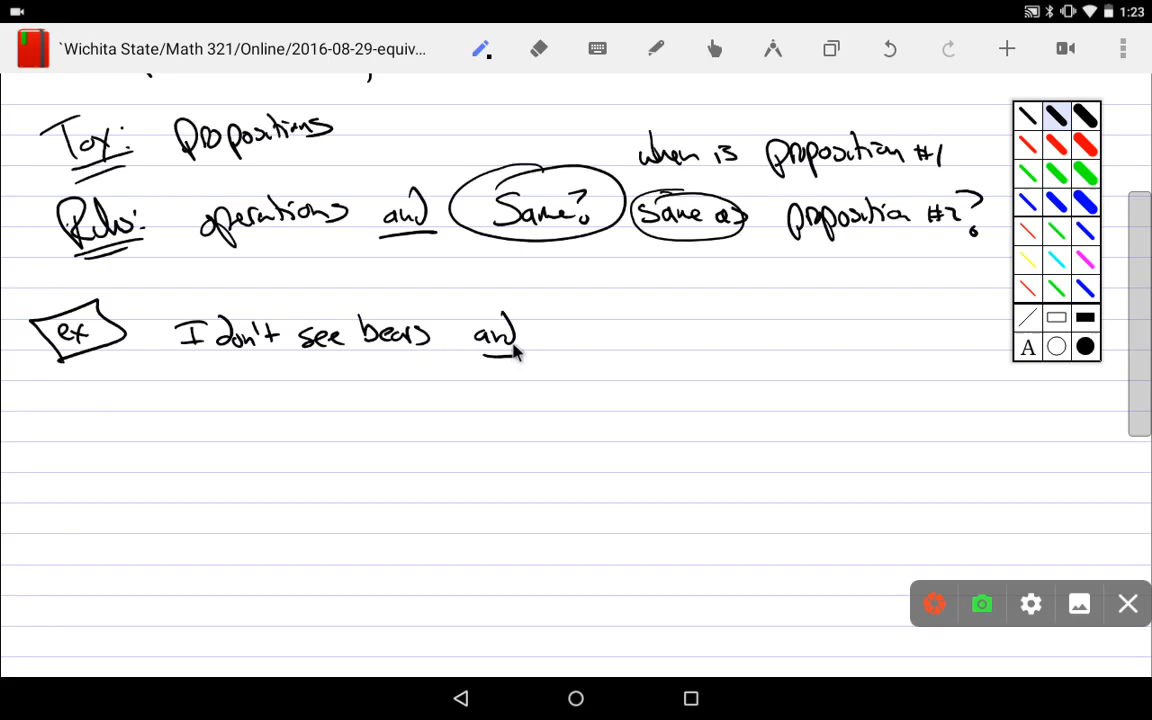 1:23
`Wichita State/Math 321/Online/2016-08-29-equiv...
Toy: Propositions
when is proposition #1
Rules: operations and Same? same as proposition #2?
ex I don't see bears and
A